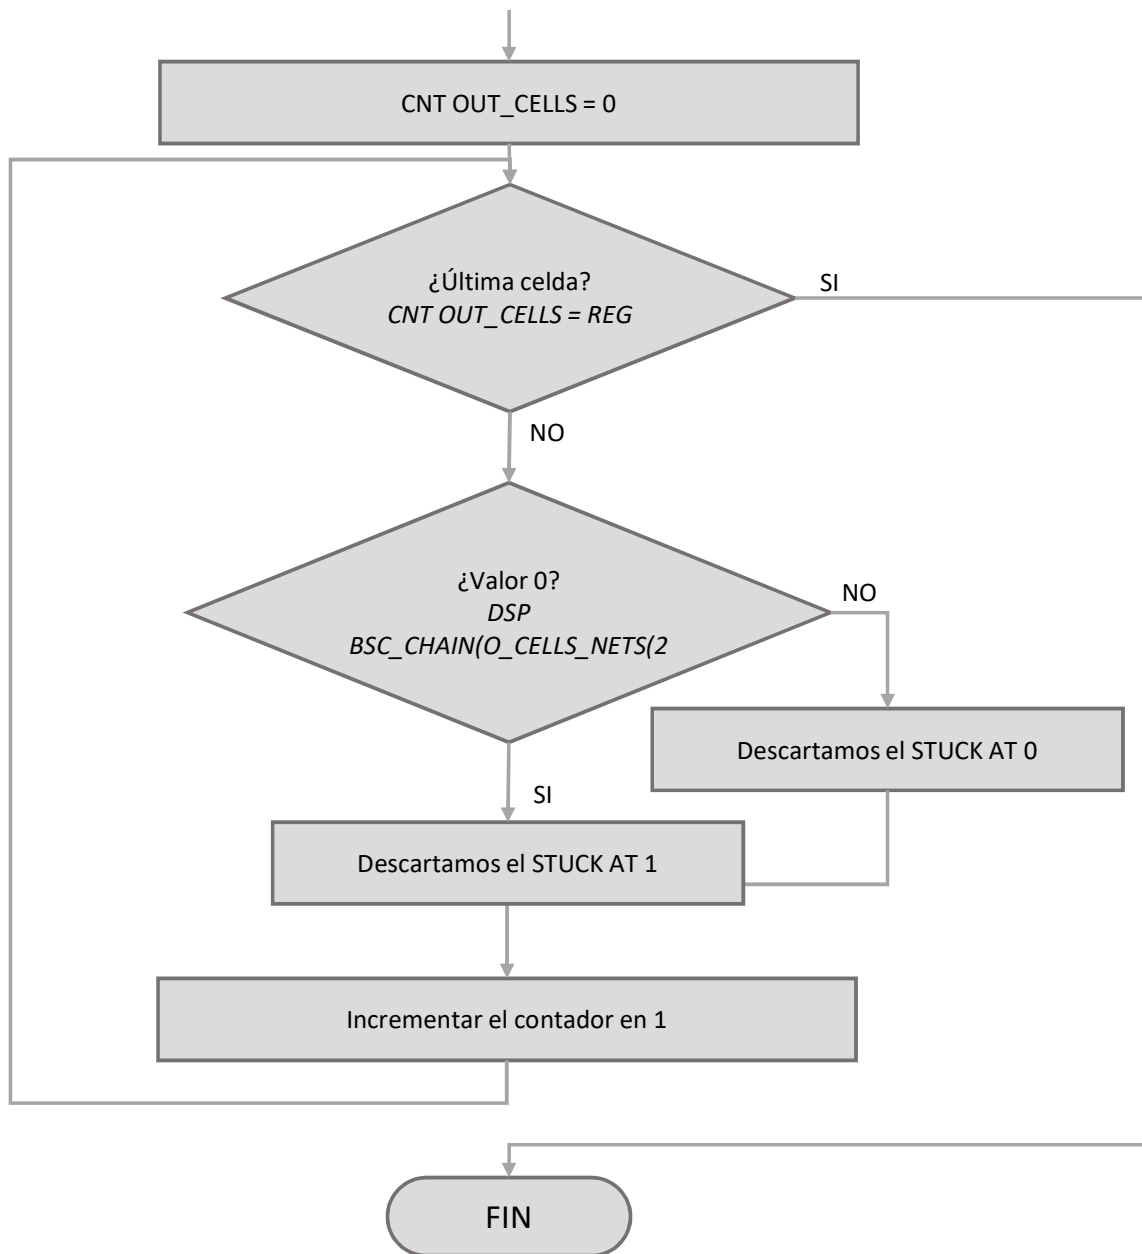 CNT OUT_CELLS = 0
¿Última celda?
CNT OUT_CELLS = REG
SI
NO
¿Valor 0?
DSP
BSC_CHAIN(O_CELLS_NETS(2
NO
Descartamos el STUCK AT 0
SI
Descartamos el STUCK AT 1
Incrementar el contador en 1
FIN